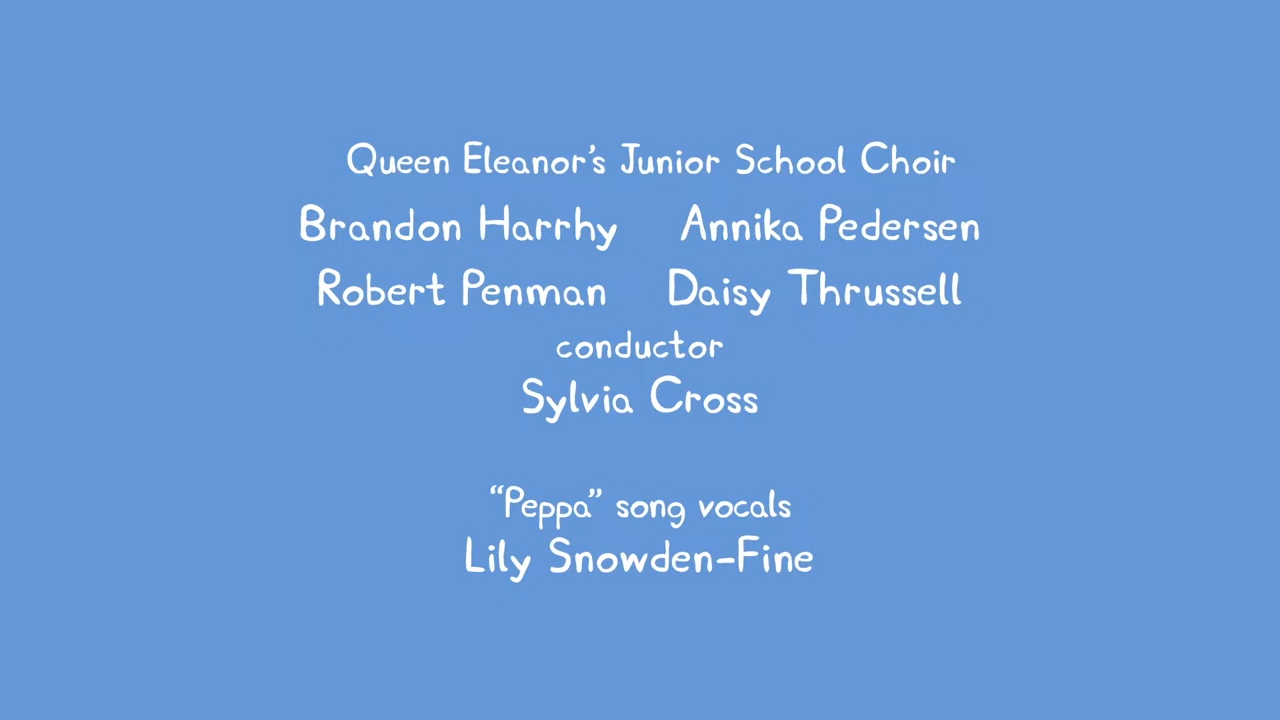 Queen Eleanor's Junior School Choir
Brandon Harrhy Annika Pedersen
Robert Penman Daisy Thrussell
conductor
Sylvia Cross
“Peppa” song vocals
Lily Snowden-Fine